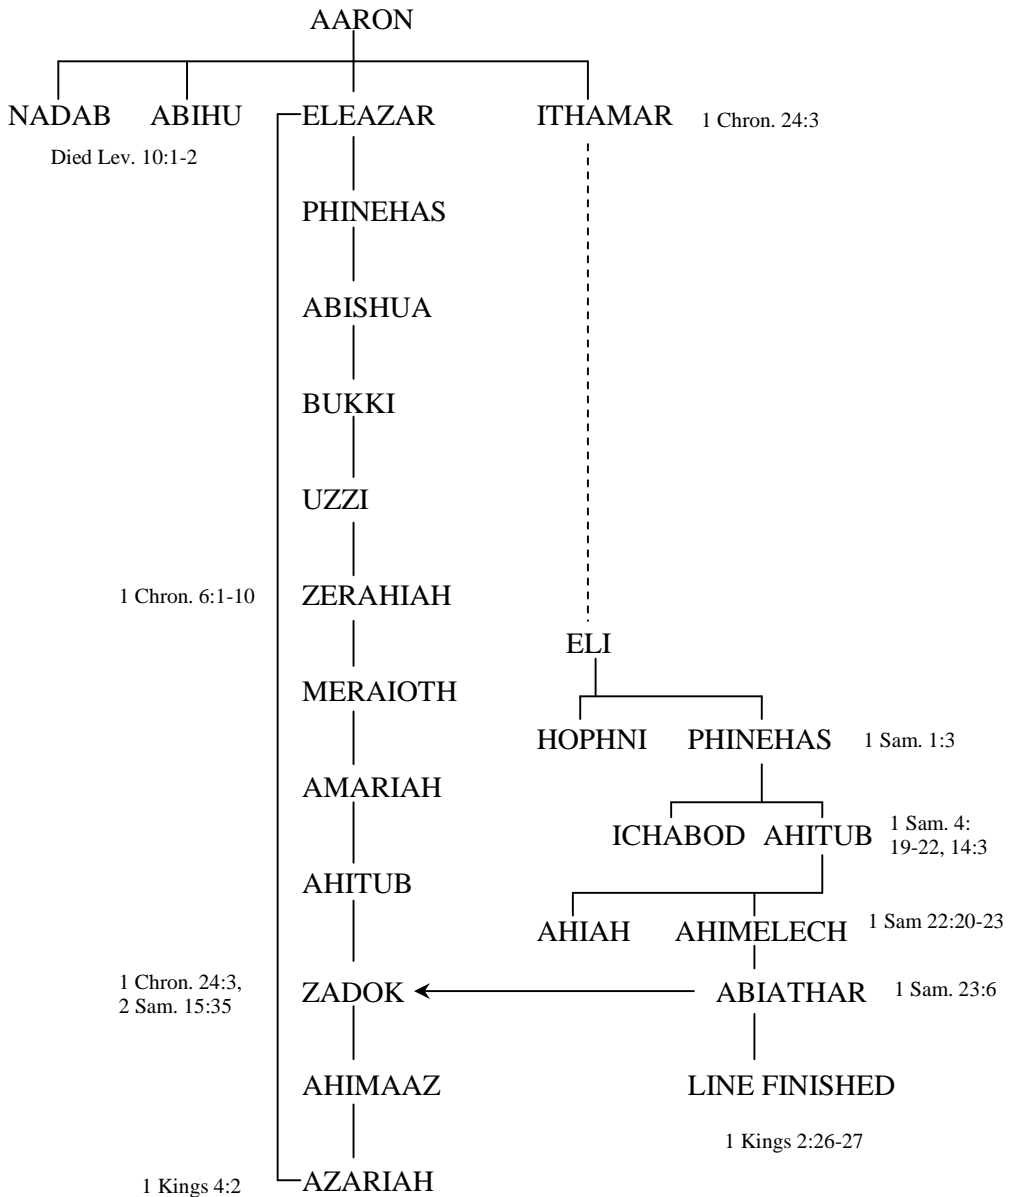 AARON
NADAB ABIHU ELEAZAR ITHAMAR 1 Chron. 24:3
Died Lev. 10:1-2
PHINEHAS
ABISHUA
BUKKI
UZZI
1 Chron. 6:1-10 ZERAHIAH
ELI
MERAIOTH
HOPHNI PHINEHAS 1 Sam. 1:3
AMARIAH
ICHABOD AHITUB 1 Sam. 4:
19-22, 14:3
AHITUB
AHIAH AHIMELECH 1 Sam 22:20-23
1 Chron. 24:3,
2 Sam. 15:35
ZADOK ABIATHAR 1 Sam. 23:6
AHIMAAZ LINE FINISHED
1 Kings 2:26-27
1 Kings 4:2 AZARIAH